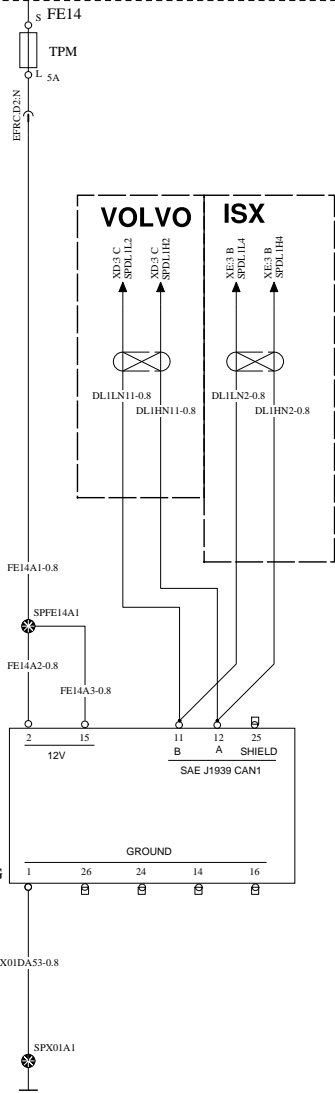 S FE14
TPM
L 5A
EFRC:D2:N
VOLVO ISX
XD:3 C
SPDL1L2
XD:3 C
SPDL1H2
XE:3 B
SPDL1L4
XE:3 B
SPDL1H4
DL1LN11-0.8
DL1HN11-0.8
DL1LN2-0.8
DL1HN2-0.8
FE14A1-0.8
SPFE14A1
FE14A2-0.8
FE14A3-0.8
2 15 11 12 25
12V B A SHIELD
SAE J1939 CAN1
GROUND
1 26 24 14 16
X01DA53-0.8
SPX01A1